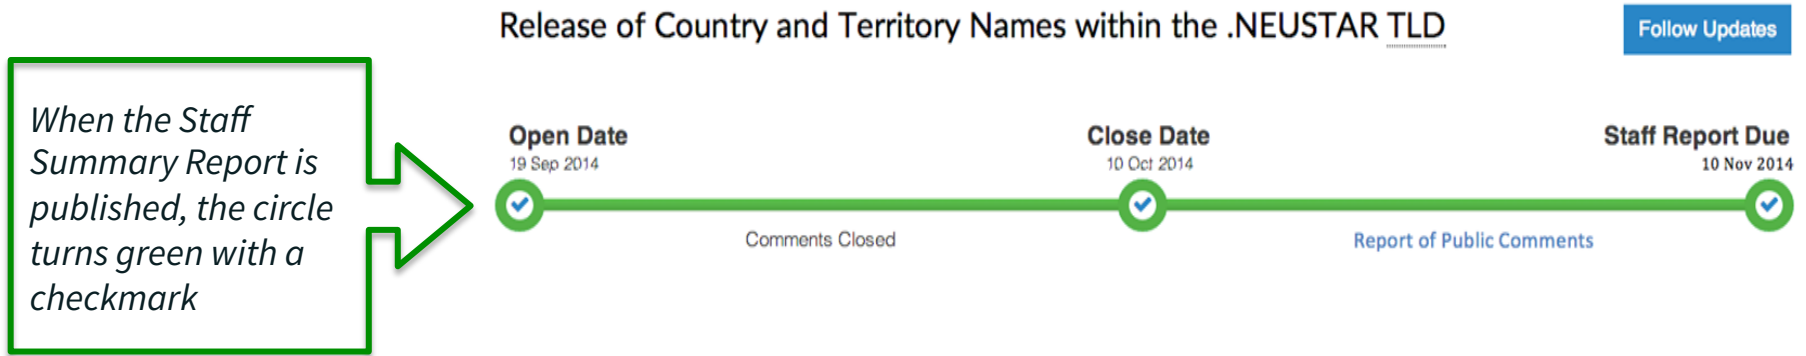 Release of Country and Territory Names within the .NEUSTAR TLD
Follow Updates
When the Staff
Summary Report is
published, the circle
turns green with a
checkmark
Open Date
19 Sep 2014
Close Date
10 Oct 2014
Staff Report Due
10 Nov 2014
Comments Closed
Report of Public Comments